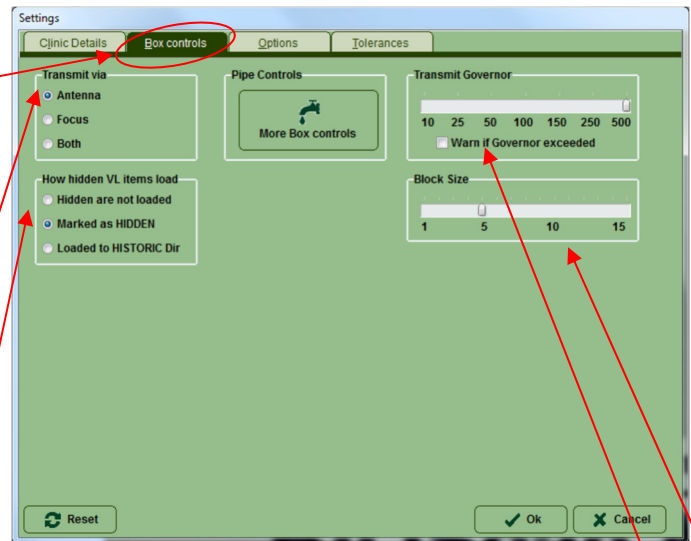 Settings
Clinic Details
Box controls
Options
Tolerances
Transmit via
Antenna
Focus
Both
Pipe Controls
More Box controls
Transmit Governor
10 25 50 100 150 250 500
Warn if Governor exceeded
How hidden VL items load
Hidden are not loaded
Marked as HIDDEN
Loaded to HISTORIC Dir
Block Size
1 5 10 15
Reset
Ok
Cancel